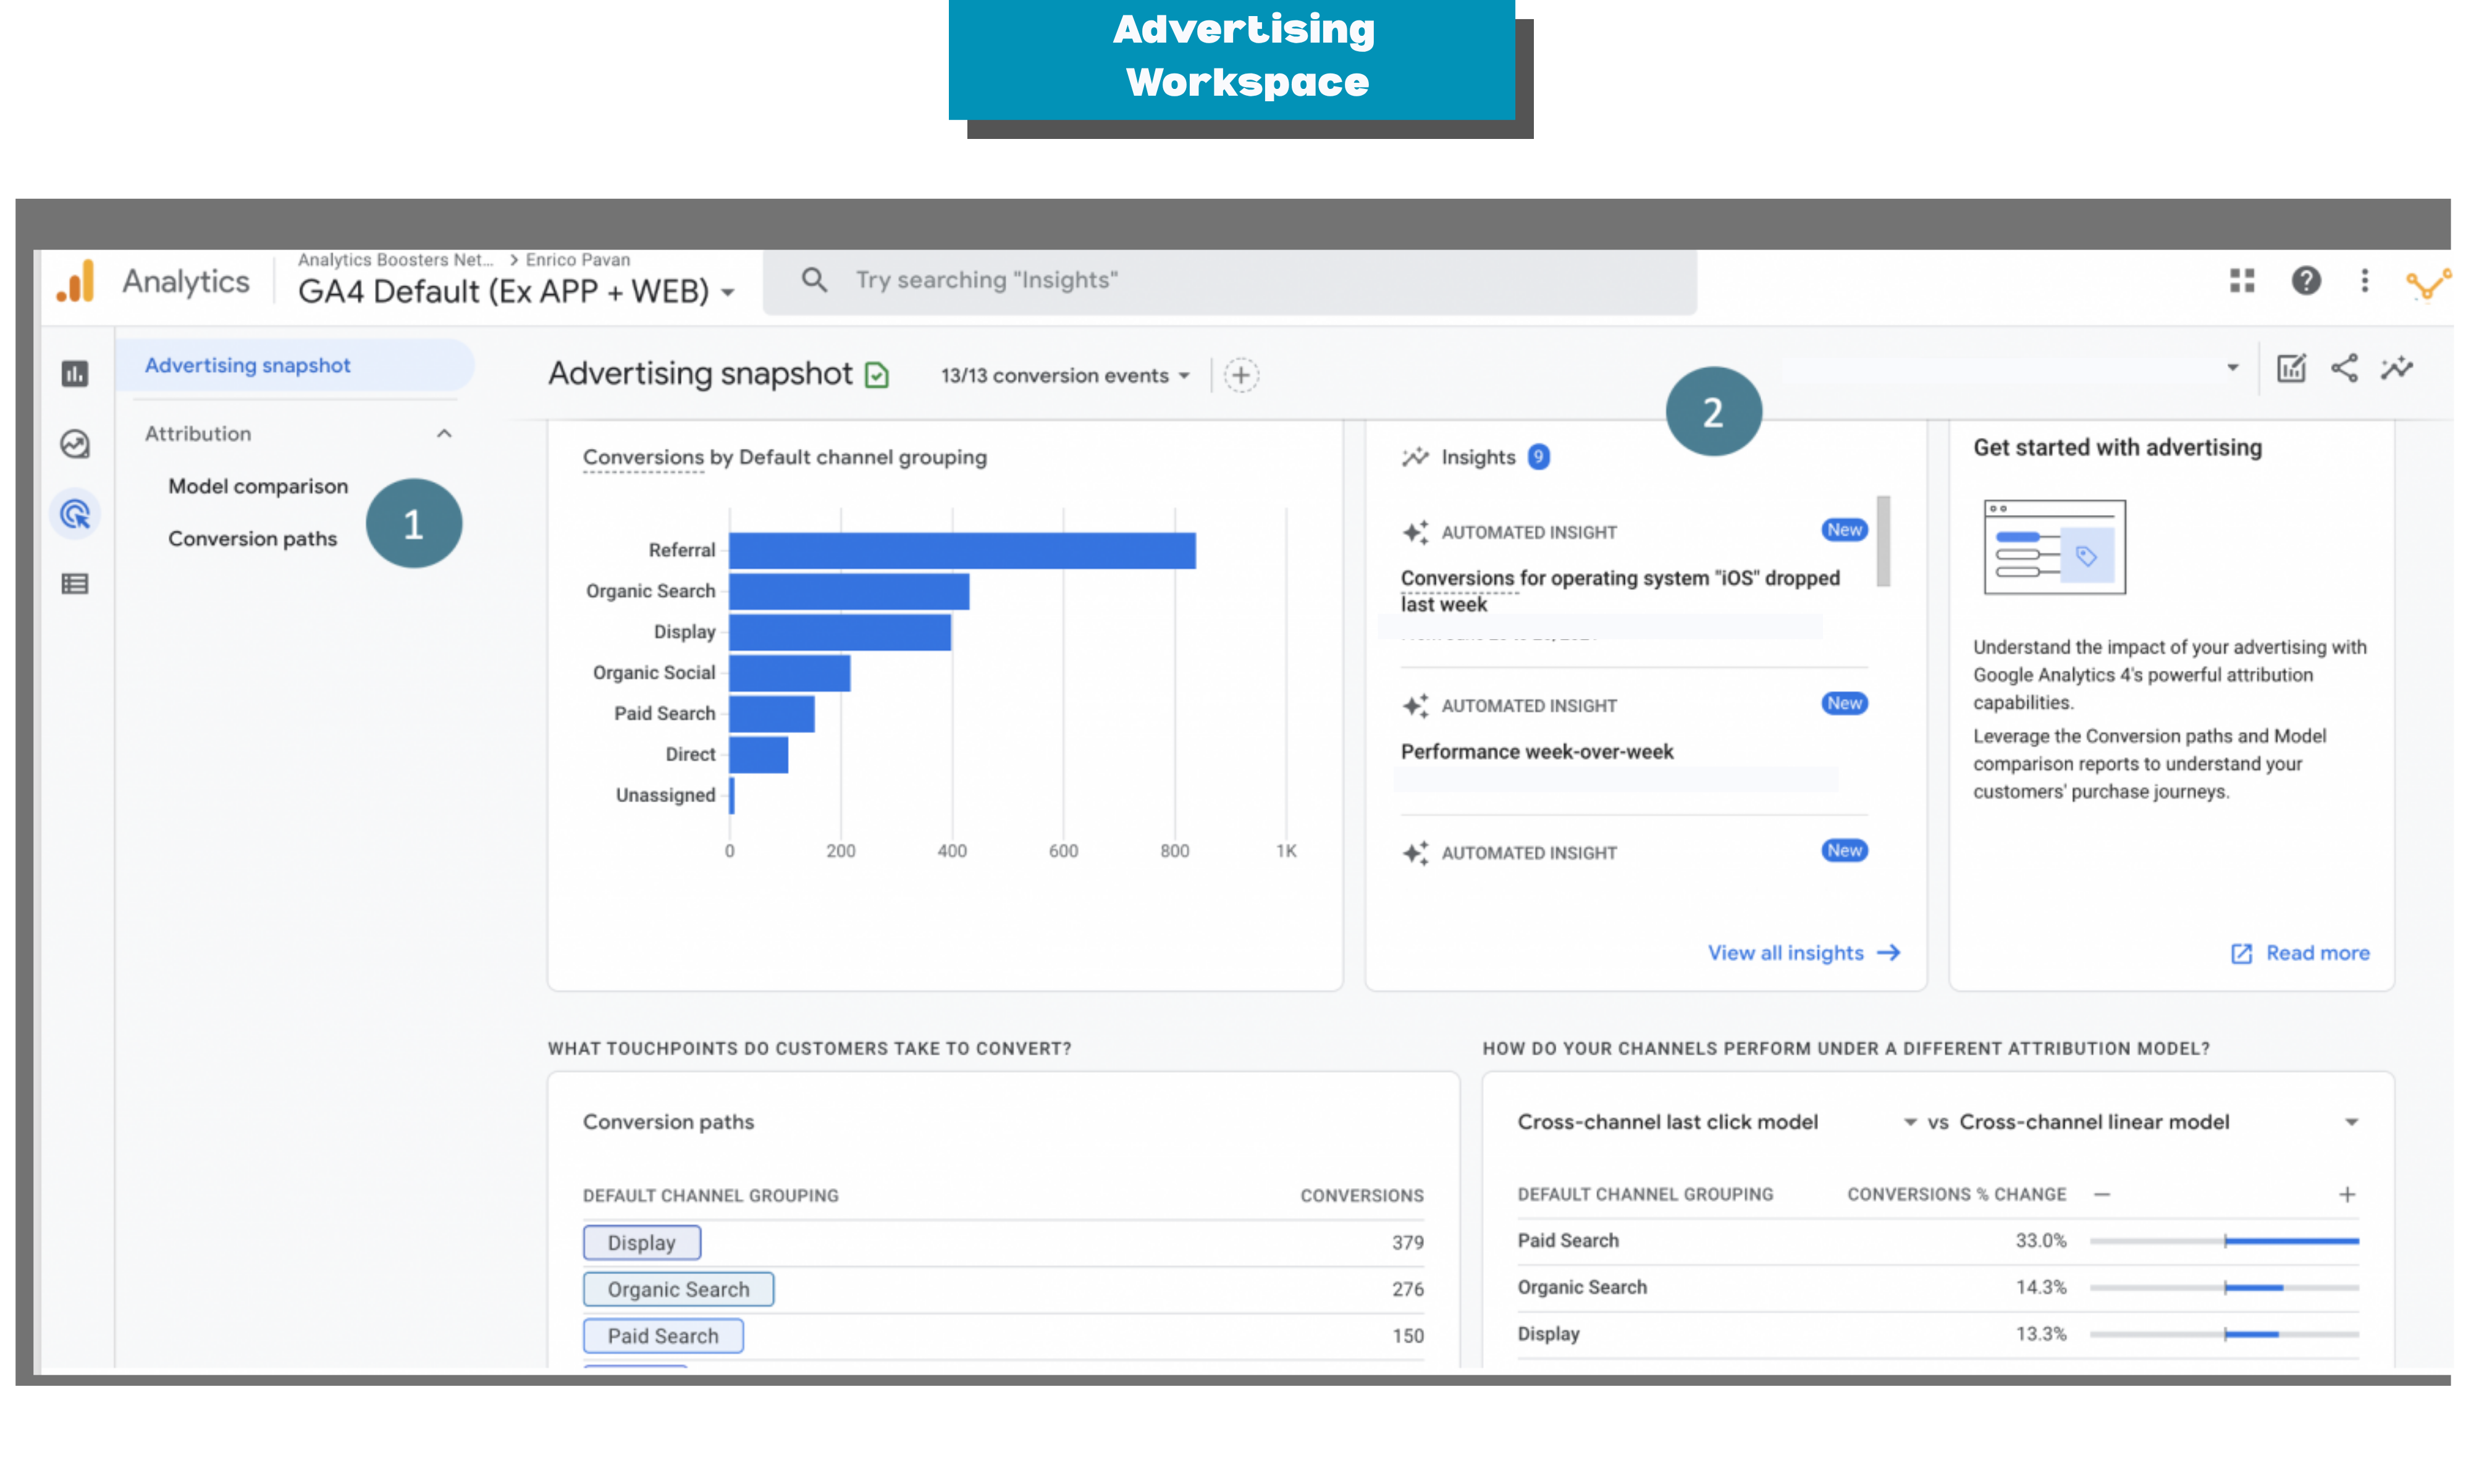 Advertising
Workspace
Analytics
Analytics Boosters Net... > Enrico Pavan
GA4 Default (Ex APP + WEB)
Try searching "Insights"
Advertising snapshot
Attribution
Model comparison
Conversion paths
1
Advertising snapshot
13/13 conversion events
2
Conversions by Default channel grouping
Referral
Organic Search
Display
Organic Social
Paid Search
Direct
Unassigned
0 200 400 600 800 1K
Insights 9
AUTOMATED INSIGHT New
Conversions for operating system "iOS" dropped
last week
AUTOMATED INSIGHT New
Performance week-over-week
AUTOMATED INSIGHT New
View all insights
Get started with advertising
Understand the impact of your advertising with
Google Analytics 4's powerful attribution
capabilities.
Leverage the Conversion paths and Model
comparison reports to understand your
customers' purchase journeys.
Read more
WHAT TOUCHPOINTS DO CUSTOMERS TAKE TO CONVERT?
Conversion paths
DEFAULT CHANNEL GROUPING CONVERSIONS
Display 379
Organic Search 276
Paid Search 150
HOW DO YOUR CHANNELS PERFORM UNDER A DIFFERENT ATTRIBUTION MODEL?
Cross-channel last click model vs Cross-channel linear model
DEFAULT CHANNEL GROUPING CONVERSIONS % CHANGE − +
Paid Search 33.0%
Organic Search 14.3%
Display 13.3%